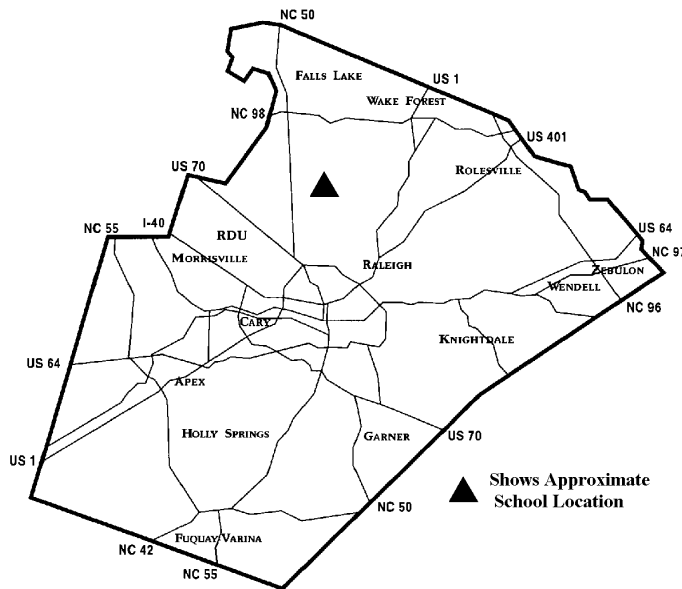 NC 50
FALLS LAKE
US 1
WAKE FOREST
NC 98
US 401
US 70
ROLESVILLE
NC 55
I-40
RDU
US 64
MORRISVILLE
RALEIGH
NC 97
ZEBULON
WENDELL
NC 96
CARY
KNIGHTDALE
US 64
APEX
HOLLY SPRINGS
GARNER
US 70
US 1
Shows Approximate
School Location
NC 50
NC 42
FUQUAY VARINA
NC 55